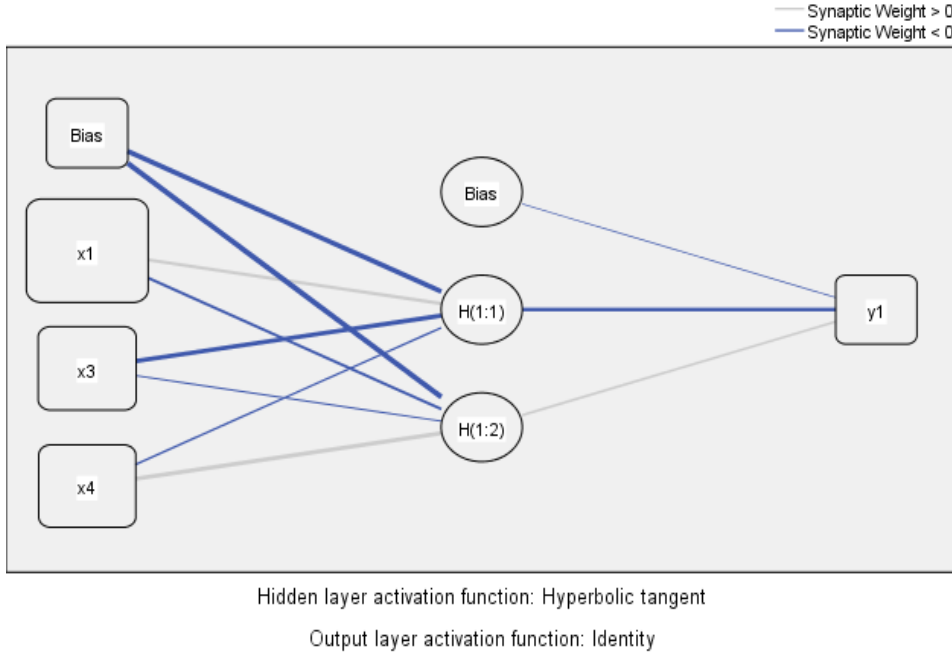 Synaptic Weight > 0
Synaptic Weight < 0
Bias
x1
x3
x4
Bias
H(1:1)
H(1:2)
y1
Hidden layer activation function: Hyperbolic tangent
Output layer activation function: Identity